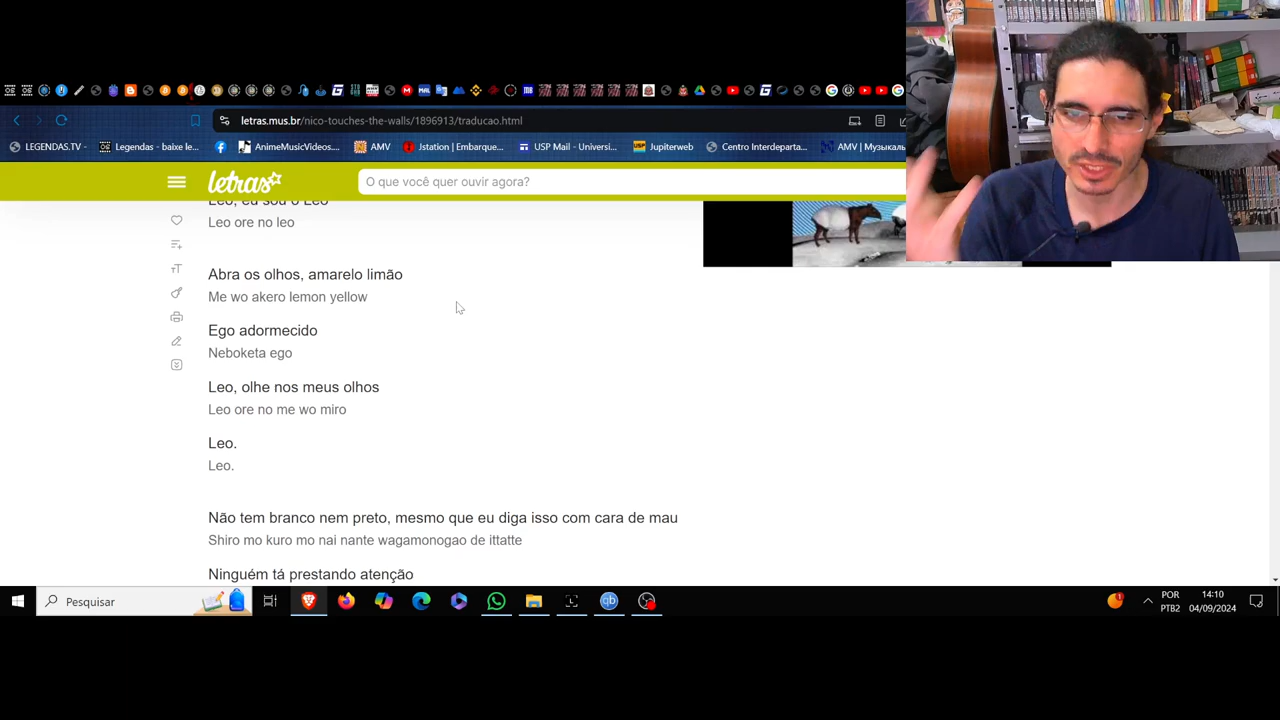 letras.mus.br/nico-touches-the-walls/1896913/traducao.html
LEGENDAS.TV -
Legendas - baixe le...
AnimeMusicVideos...
AMV
Jstation | Embarque...
USP Mail - Universi...
Jupiterweb
Centro Interdeparta...
AMV | Музыкаль
letras
O que você quer ouvir agora?
Leo, eu sou o Leo
Leo ore no leo
Abra os olhos, amarelo limão
Me wo akero lemon yellow
Ego adormecido
Neboketa ego
Leo, olhe nos meus olhos
Leo ore no me wo miro
Leo.
Leo.
Não tem branco nem preto, mesmo que eu diga isso com cara de mau
Shiro mo kuro mo nai nante wagamonogao de ittatte
Ninguém tá prestando atenção
Pesquisar
POR
PTB2
14:10
04/09/2024